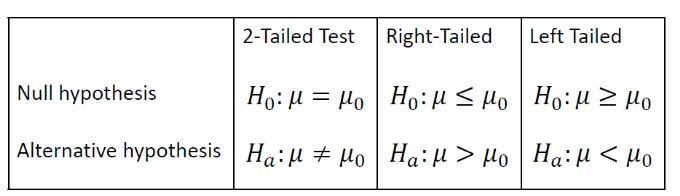 2-Tailed Test Right-Tailed Left Tailed
Null hypothesis H₀: μ = μ₀ H₀: μ ≤ μ₀ H₀: μ ≥ μ₀
Alternative hypothesis Hₐ: μ ≠ μ₀ Hₐ: μ > μ₀ Hₐ: μ < μ₀